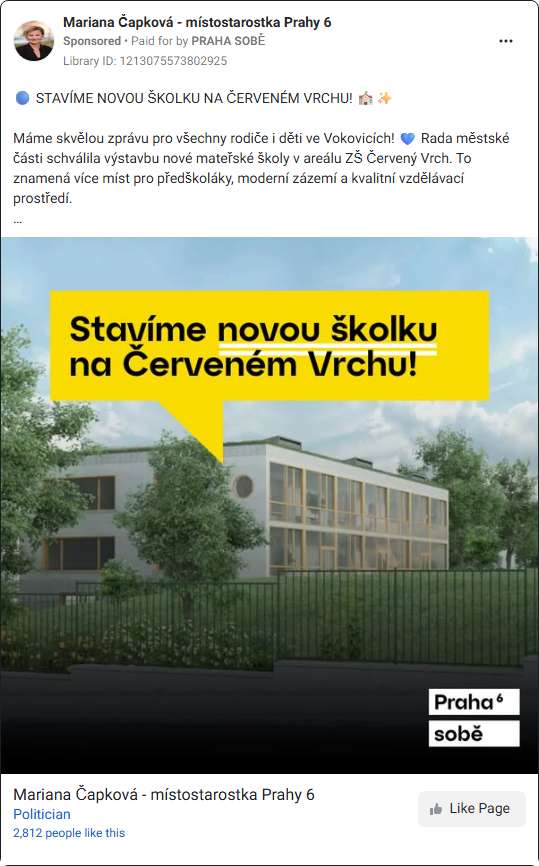 Mariana Čapková - místostarostka Prahy 6
Sponsored • Paid for by PRAHA SOBĚ
Library ID: 1213075573802925
STAVÍME NOVOU ŠKOLKU NA ČERVENÉM VRCHU!
Máme skvělou zprávu pro všechny rodiče i děti ve Vokovicích! 💙 Rada městské
části schválila výstavbu nové mateřské školy v areálu ZŠ Červený Vrch. To
znamená více míst pro předškoláky, moderní zázemí a kvalitní vzdělávací
prostředí.
...
Stavíme novou školku
na Červeném Vrchu!
Praha 6
sobě
Mariana Čapková - místostarostka Prahy 6
Politician
2,812 people like this
Like Page